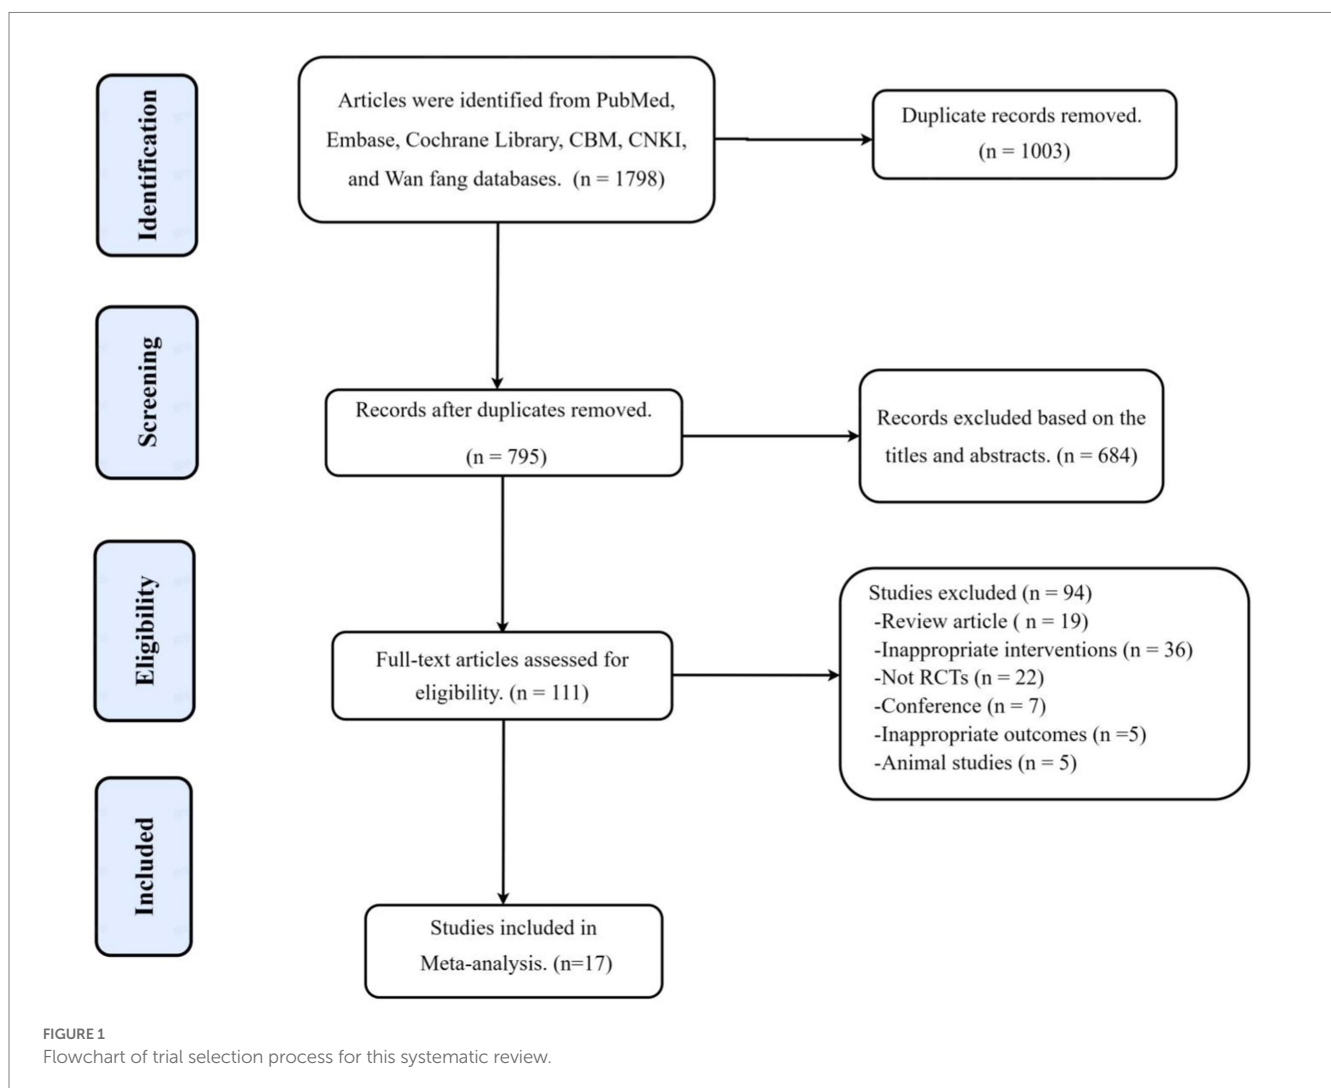 Identification
Articles were identified from PubMed,
Embase, Cochrane Library, CBM, CNKI,
and Wan fang databases.  (n = 1798)
Duplicate records removed.
(n = 1003)
Screening
Records after duplicates removed.
(n = 795)
Records excluded based on the
titles and abstracts. (n = 684)
Eligibility
Full-text articles assessed for
eligibility. (n = 111)
Studies excluded (n = 94)
-Review article ( n = 19)
-Inappropriate interventions (n = 36)
-Not RCTs (n = 22)
-Conference (n = 7)
-Inappropriate outcomes (n =5)
-Animal studies (n = 5)
Included
Studies included in
Meta-analysis. (n=17)
FIGURE 1
Flowchart of trial selection process for this systematic review.